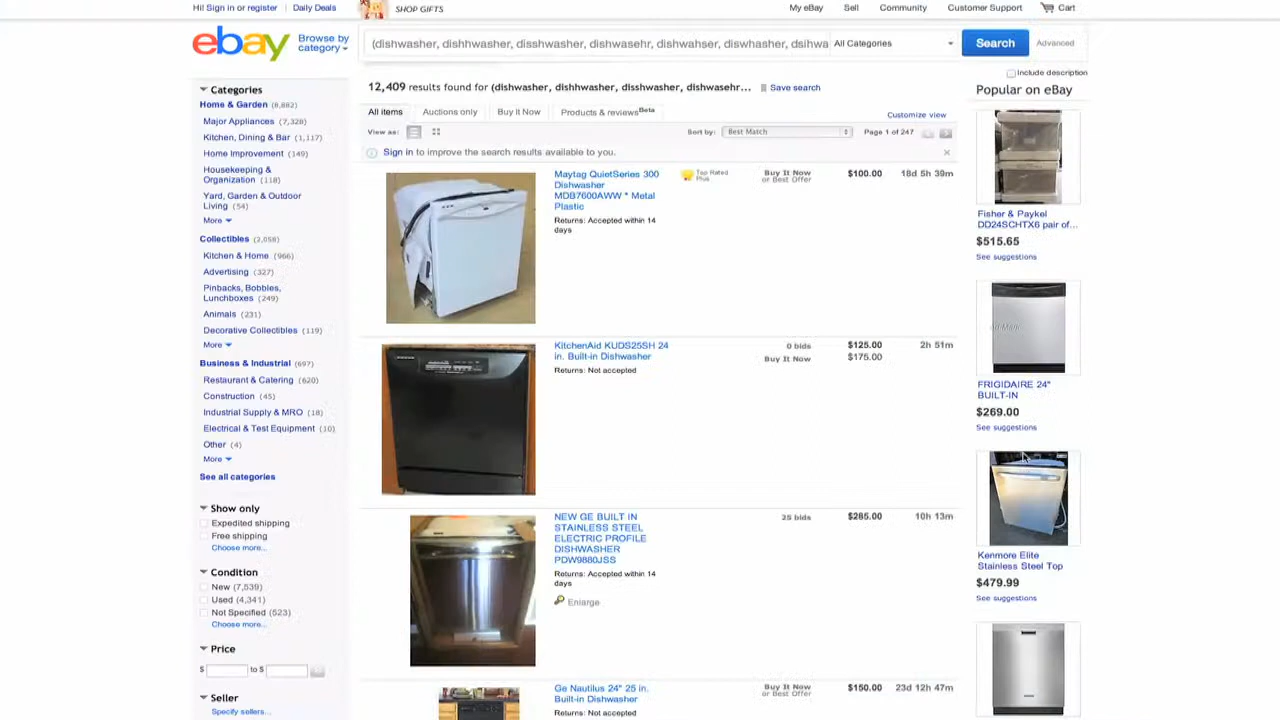 Hi! Sign in or register
Daily Deals
SHOP GIFTS
My eBay
Sell
Community
Customer Support
Cart
ebay
Browse by
category
(dishwasher, dishhwasher, disshwasher, dishwasehr, dishwahser, diswhasher, dsihwa
All Categories
Search
Advanced
Include description
12,409 results found for (dishwasher, dishhwasher, disshwasher, dishwasehr...
Save search
All items
Auctions only
Buy It Now
Products & reviews Beta
Customize view
View as:
Sort by:
Best Match
Page 1 of 247
Sign in to improve the search results available to you.
Categories
Home & Garden (8,882)
Major Appliances (7,328)
Kitchen, Dining & Bar (1,117)
Home Improvement (149)
Housekeeping &
Organization (118)
Yard, Garden & Outdoor
Living (54)
More
Collectibles (2,058)
Kitchen & Home (966)
Advertising (327)
Pinbacks, Bobbles,
Lunchboxes (249)
Animals (231)
Decorative Collectibles (119)
More
Business & Industrial (697)
Restaurant & Catering (620)
Construction (45)
Industrial Supply & MRO (18)
Electrical & Test Equipment (10)
Other (4)
More
See all categories
Show only
Expedited shipping
Free shipping
Choose more...
Condition
New (7,539)
Used (4,341)
Not Specified (523)
Choose more...
Price
$ to $
Seller
Specify sellers...
Maytag QuietSeries 300
Dishwasher
MDB7600AWW * Metal
Plastic
Returns: Accepted within 14
days
Top Rated
Plus
Buy It Now
or Best Offer
$100.00
18d 5h 39m
KitchenAid KUDS25SH 24
in. Built-in Dishwasher
Returns: Not accepted
0 bids
Buy It Now
$125.00
$175.00
2h 51m
NEW GE BUILT IN
STAINLESS STEEL
ELECTRIC PROFILE
DISHWASHER
PDW9880JSS
Returns: Accepted within 14
days
Enlarge
25 bids
$285.00
10h 13m
Ge Nautilus 24" 25 in.
Built-in Dishwasher
Returns: Not accepted
Buy It Now
or Best Offer
$150.00
23d 12h 47m
Popular on eBay
Fisher & Paykel
DD24SCHTX6 pair of...
$515.65
See suggestions
FRIGIDAIRE 24"
BUILT-IN
$269.00
See suggestions
Kenmore Elite
Stainless Steel Top
$479.99
See suggestions